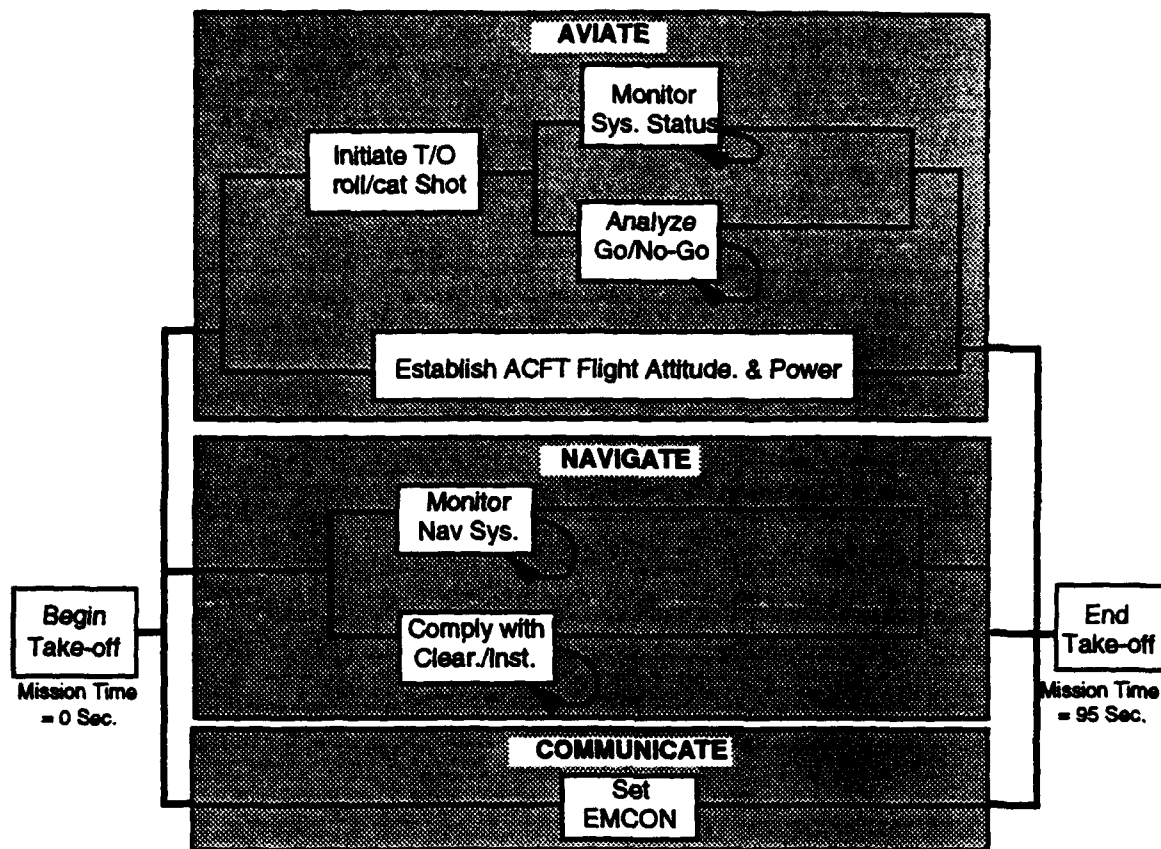 AVIATE
Monitor
Sys. Status
Initiate T/O
roll/cat Shot
Analyze
Go/No-Go
Establish ACFT Flight Attitude. & Power
NAVIGATE
Monitor
Nav Sys.
Comply with
Clear./Inst.
Begin
Take-off
Mission Time
= 0 Sec.
End
Take-off
Mission Time
= 95 Sec.
COMMUNICATE
Set
EMCON